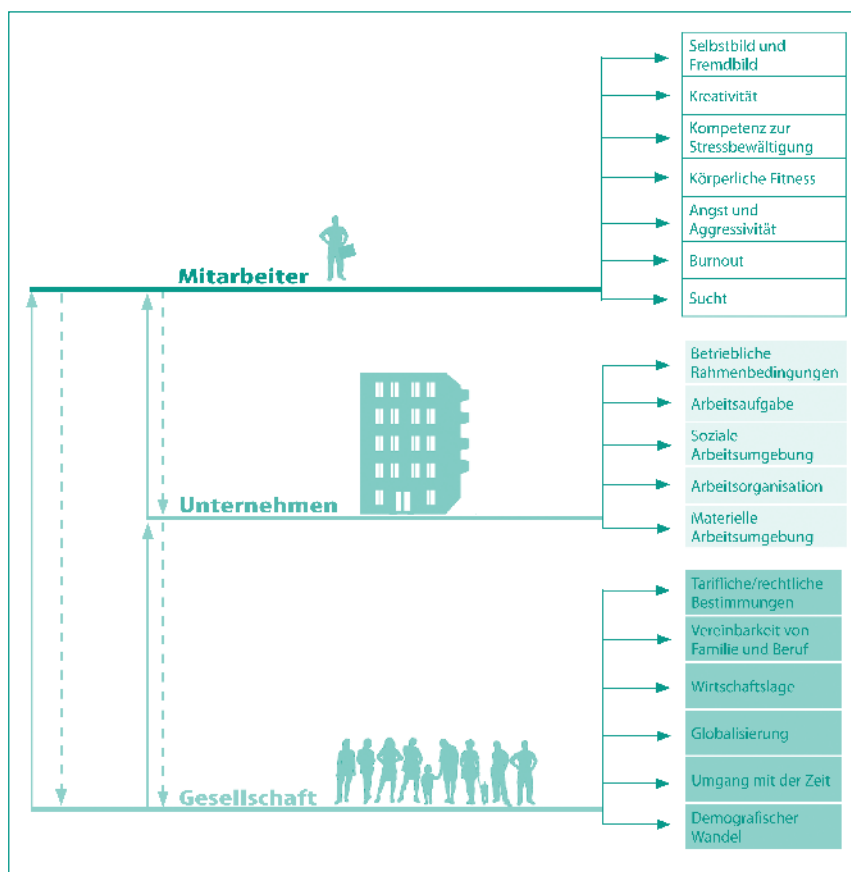 Selbstbild und
Fremdbild
Kreativität
Kompetenz zur
Stressbewältigung
Körperliche Fitness
Angst und
Aggressivität
Burnout
Sucht
Mitarbeiter
Betriebliche
Rahmenbedingungen
Arbeitsaufgabe
Soziale
Arbeitsumgebung
Arbeitsorganisation
Materielle
Arbeitsumgebung
Unternehmen
Tarifliche/rechtliche
Bestimmungen
Vereinbarkeit von
Familie und Beruf
Wirtschaftslage
Globalisierung
Umgang mit der Zeit
Demografischer
Wandel
Gesellschaft